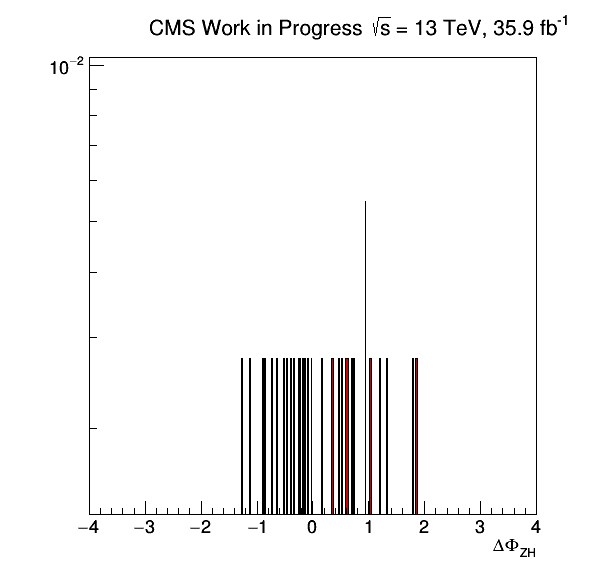 CMS Work in Progress √s = 13 TeV, 35.9 fb⁻¹
10⁻²
−4 −3 −2 −1 0 1 2 3 4
ΔΦ_ZH